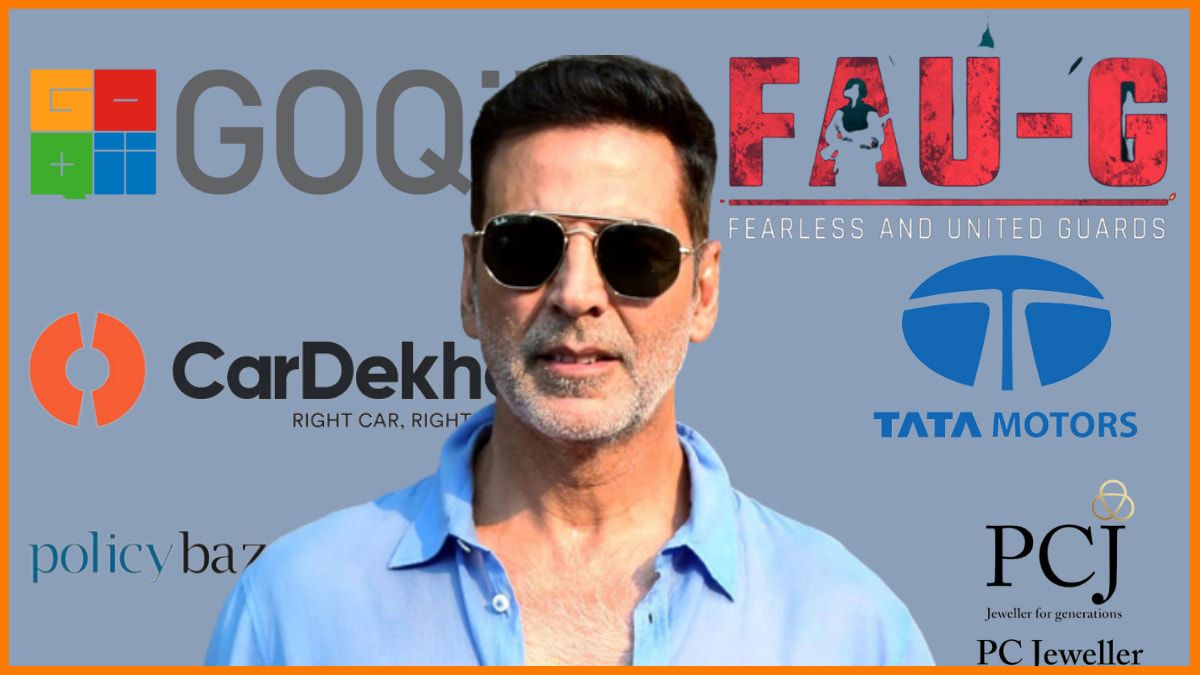 GOQi
FAU-G
FEARLESS AND UNITED GUARDS
CarDekho
RIGHT CAR, RIGHT
TATA MOTORS
policybaz
PCJ
Jeweller for generations
PC Jeweller